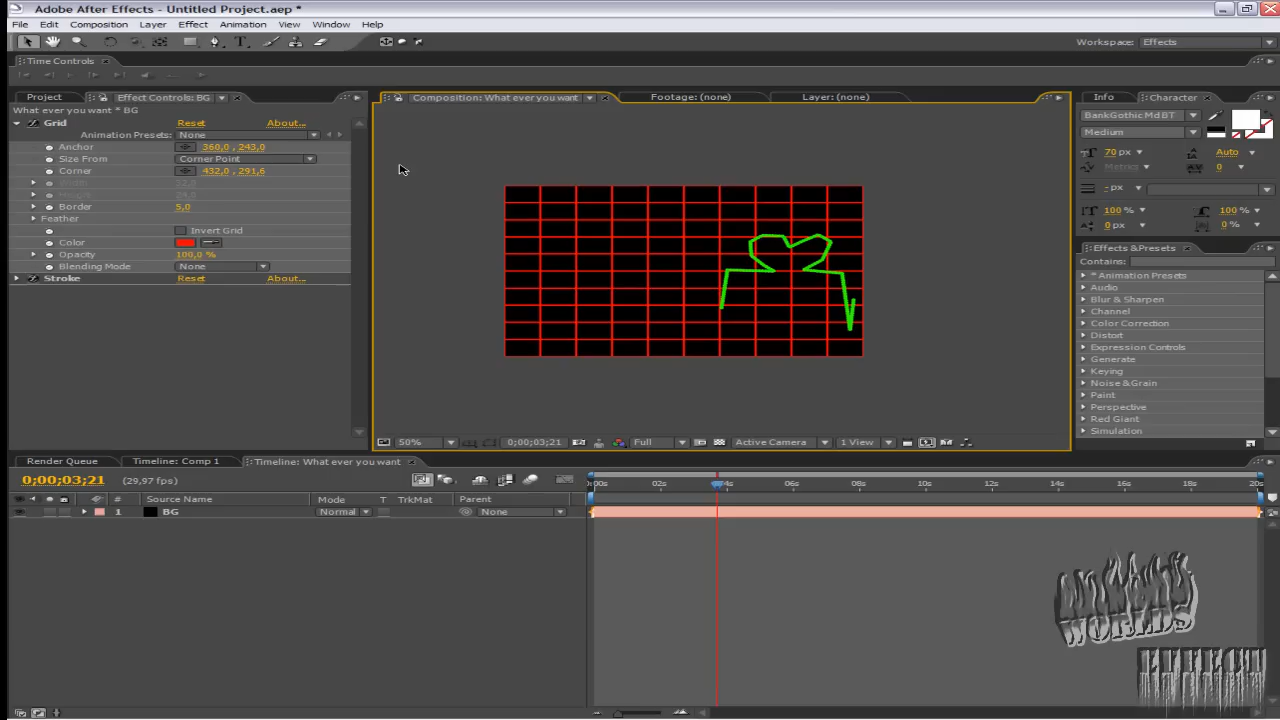 Adobe After Effects - Untitled Project.aep *
File Edit Composition Layer Effect Animation View Window Help
Workspace: Effects
Time Controls
Project Effect Controls: BG
Composition: What ever you want Footage: (none) Layer: (none)
Info Character
What ever you want * BG
Grid Reset About...
Animation Presets: None
Anchor 360,0 , 243,0
Size From Corner Point
Corner 432,0 , 291,6
Border 5,0
Feather
Invert Grid
Color
Opacity 100,0 %
Blending Mode None
Stroke Reset About...
BankGothic Md BT
Medium
70 px Auto
Metrics 0
- px
100 % 100 %
0 px 0 %
Effects & Presets
Contains:
* Animation Presets
Audio
Blur & Sharpen
Channel
Color Correction
Distort
Expression Controls
Generate
Keying
Noise & Grain
Paint
Perspective
Red Giant
Simulation
50% 0;00;03;21 Full Active Camera 1 View
Render Queue Timeline: Comp 1 Timeline: What ever you want
0;00;03;21 (29,97 fps)
:00s 02s 04s 06s 08s 10s 12s 14s 16s 18s 20s
# Source Name Mode T TrkMat Parent
1 BG Normal None
WORLDS
EFFECT